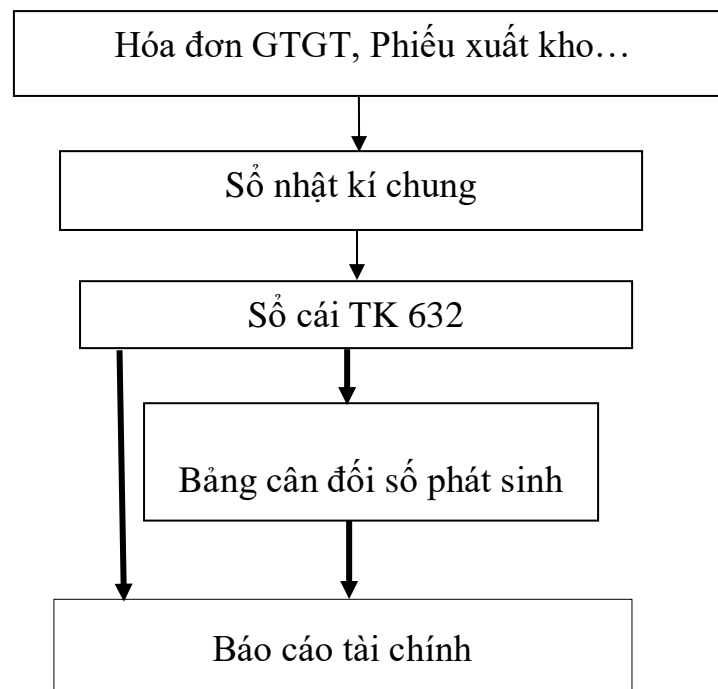 Hóa đơn GTGT, Phiếu xuất kho…
Sổ nhật kí chung
Sổ cái TK 632
Bảng cân đối số phát sinh
Báo cáo tài chính